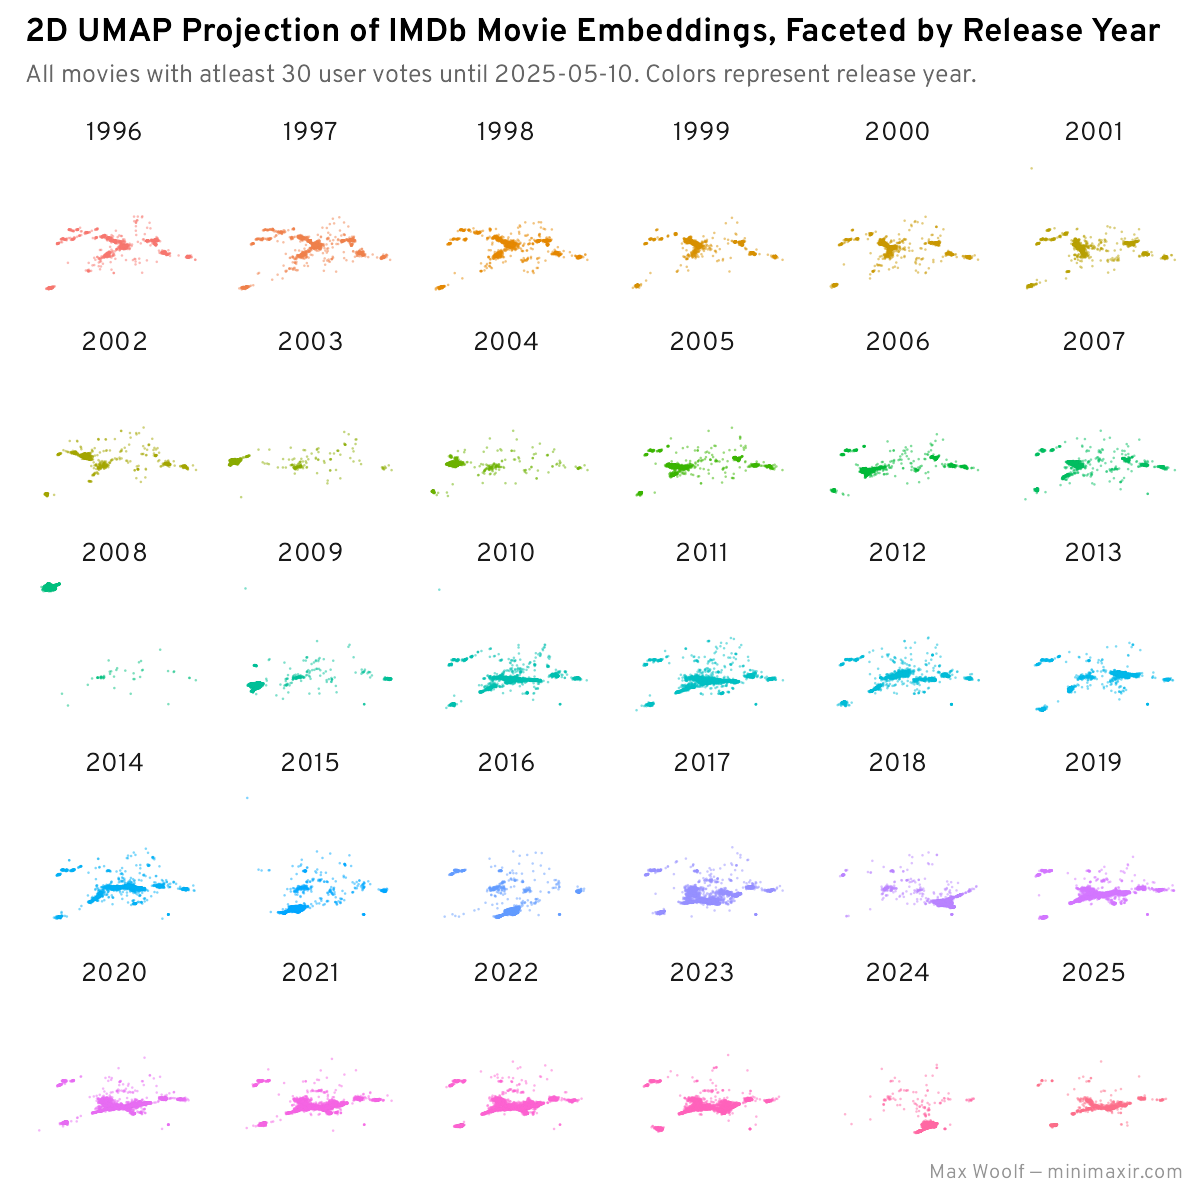 2D UMAP Projection of IMDb Movie Embeddings, Faceted by Release Year
All movies with atleast 30 user votes until 2025-05-10. Colors represent release year.
1996 1997 1998 1999 2000 2001
2002 2003 2004 2005 2006 2007
2008 2009 2010 2011 2012 2013
2014 2015 2016 2017 2018 2019
2020 2021 2022 2023 2024 2025
Max Woolf — minimaxir.com